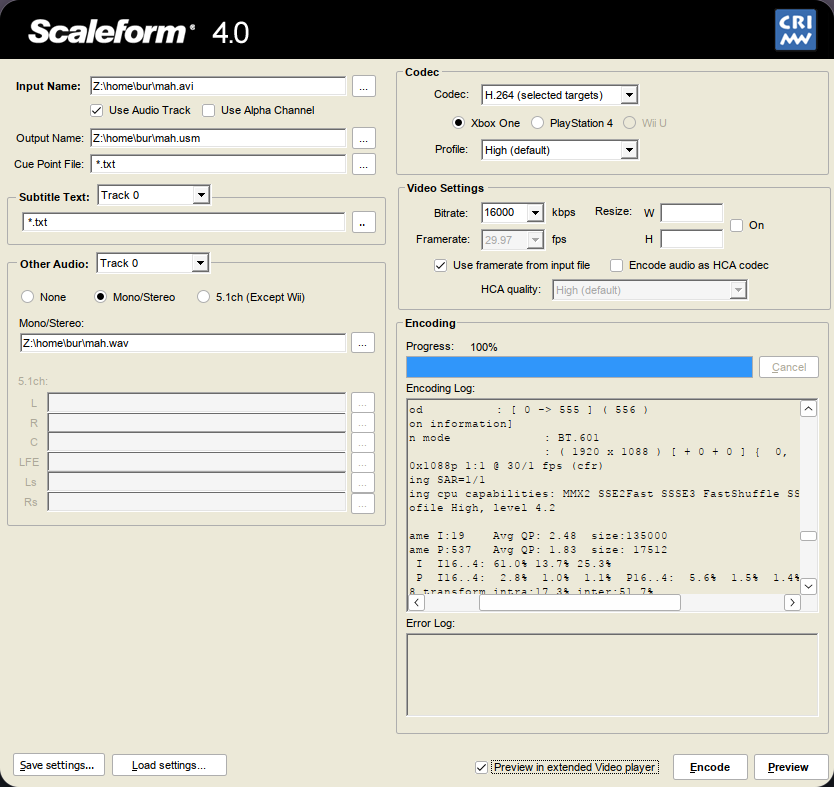 Scaleform® 4.0
CRI
MW
Input Name: Z:\home\bur\mah.avi ...
Use Audio Track Use Alpha Channel
Output Name: Z:\home\bur\mah.usm ...
Cue Point File: *.txt ...
Subtitle Text: Track 0
*.txt ..
Other Audio: Track 0
None Mono/Stereo 5.1ch (Except Wii)
Mono/Stereo:
Z:\home\bur\mah.wav ...
5.1ch:
L ...
R ...
C ...
LFE ...
Ls ...
Rs ...
Save settings... Load settings...
Codec
Codec: H.264 (selected targets)
Xbox One PlayStation 4 Wii U
Profile: High (default)
Video Settings
Bitrate: 16000 kbps Resize: W
On
Framerate: 29.97 fps H
Use framerate from input file Encode audio as HCA codec
HCA quality: High (default)
Encoding
Progress: 100%
Cancel
Encoding Log:
od : [ 0 -> 555 ] ( 556 )
on information]
n mode : BT.601
: ( 1920 x 1088 ) [ + 0 + 0 ] { 0,
0x1088p 1:1 @ 30/1 fps (cfr)
ing SAR=1/1
ing cpu capabilities: MMX2 SSE2Fast SSSE3 FastShuffle SS
ofile High, level 4.2
ame I:19 Avg QP: 2.48 size:135000
ame P:537 Avg QP: 1.83 size: 17512
I I16..4: 61.0% 13.7% 25.3%
P I16..4: 2.8% 1.0% 1.1% P16..4: 5.6% 1.5% 1.4%
8 transform intra:17.3% inter:51.7%
Error Log:
Preview in extended Video player Encode Preview